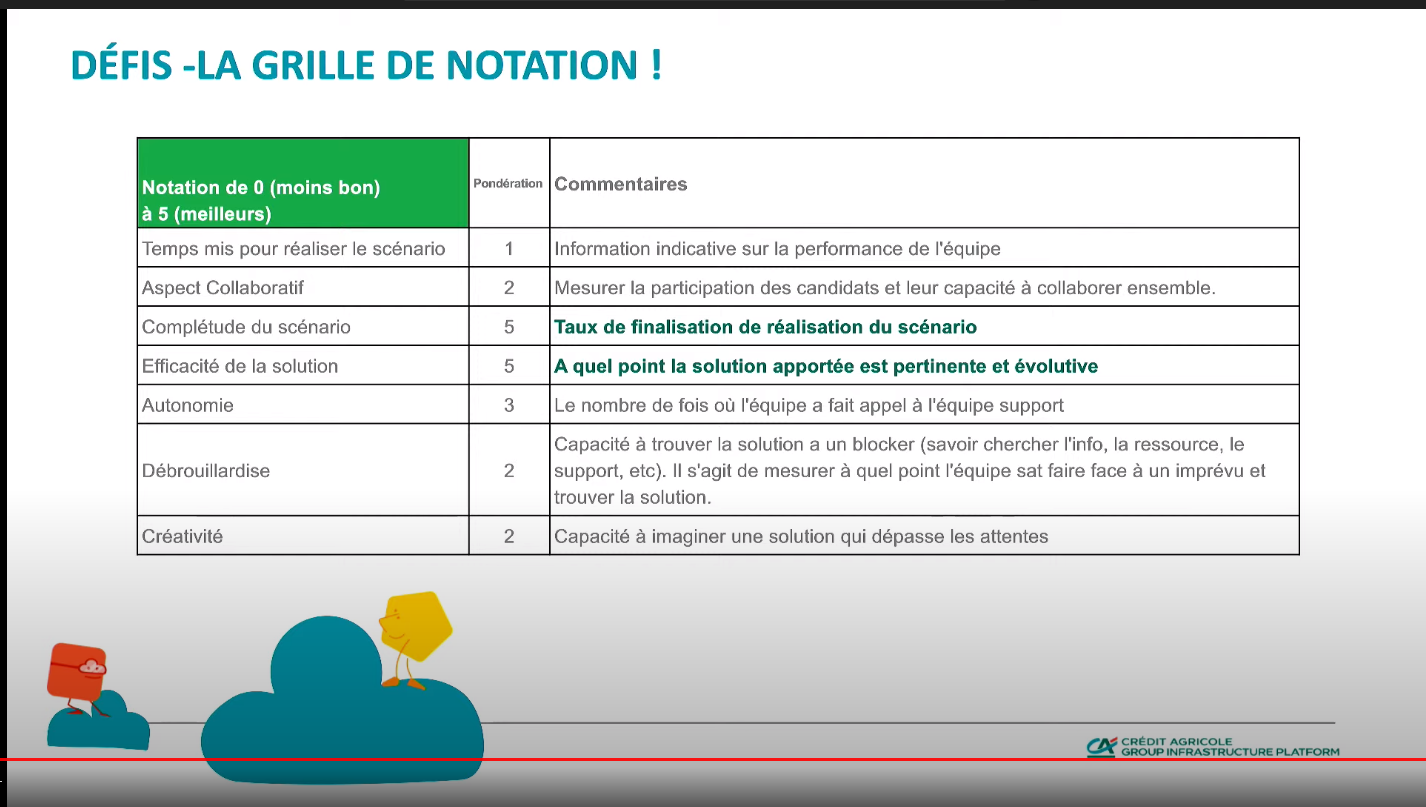 DÉFIS -LA GRILLE DE NOTATION !
Notation de 0 (moins bon)
à 5 (meilleurs)
Pondération
Commentaires
Temps mis pour réaliser le scénario
1
Information indicative sur la performance de l'équipe
Aspect Collaboratif
2
Mesurer la participation des candidats et leur capacité à collaborer ensemble.
Complétude du scénario
5
Taux de finalisation de réalisation du scénario
Efficacité de la solution
5
A quel point la solution apportée est pertinente et évolutive
Autonomie
3
Le nombre de fois où l'équipe a fait appel à l'équipe support
Débrouillardise
2
Capacité à trouver la solution a un blocker (savoir chercher l'info, la ressource, le
support, etc). Il s'agit de mesurer à quel point l'équipe sat faire face à un imprévu et
trouver la solution.
Créativité
2
Capacité à imaginer une solution qui dépasse les attentes
CA
CRÉDIT AGRICOLE
GROUP INFRASTRUCTURE PLATFORM